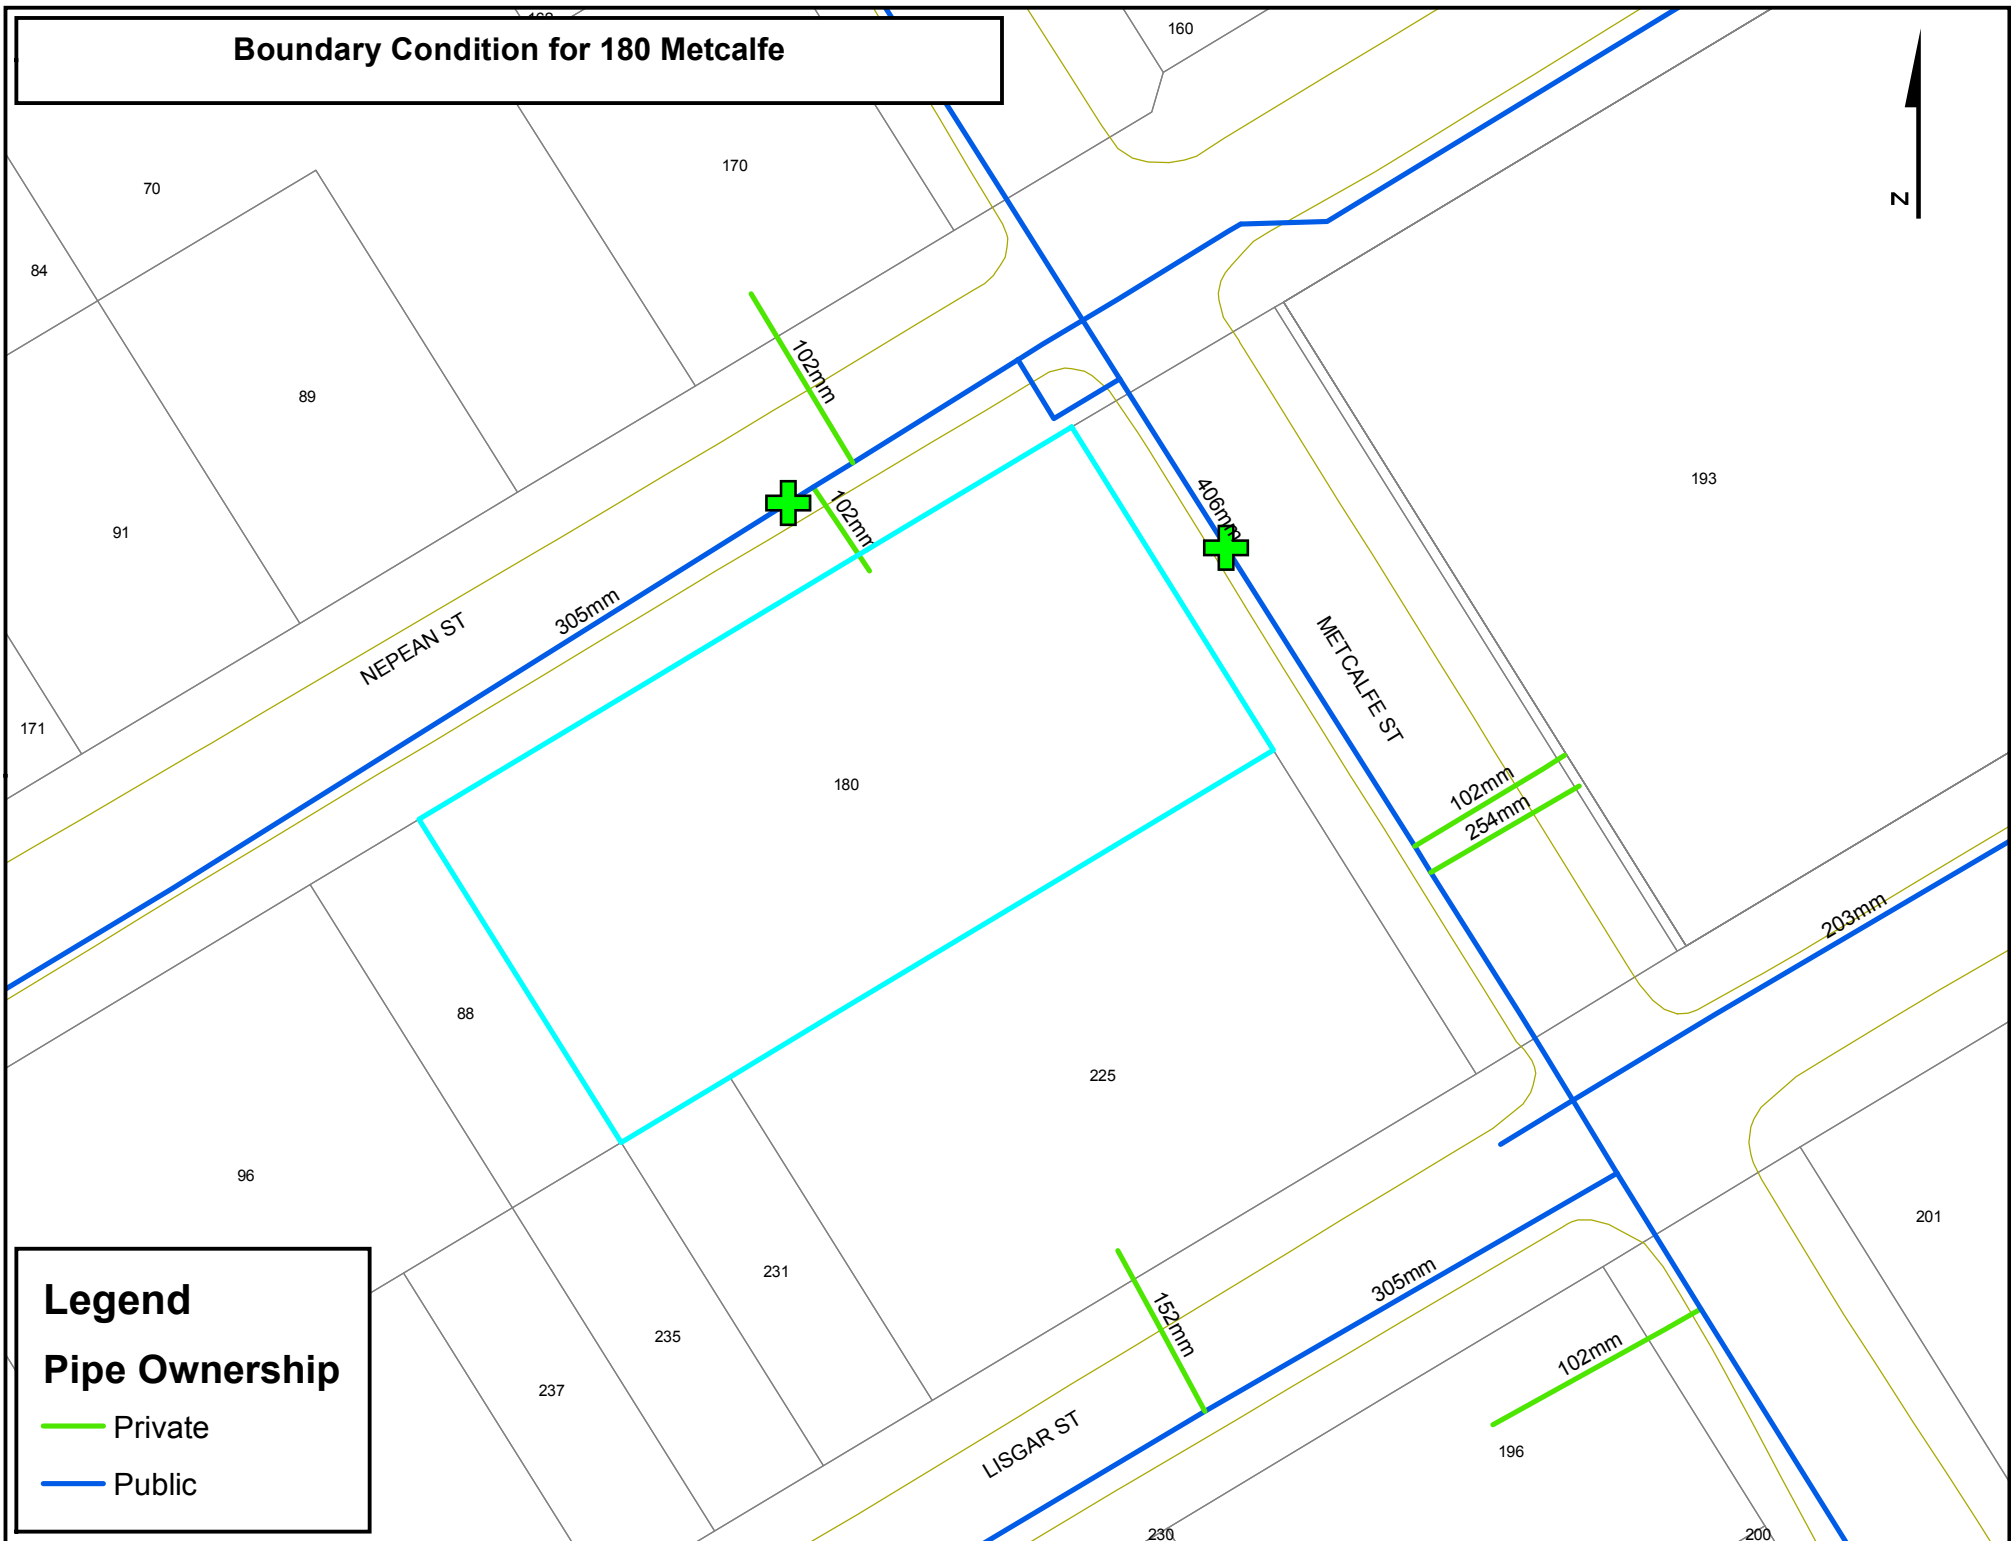 Boundary Condition for 180 Metcalfe
160
170
70
84
N
89
102mm
193
91
102mm
406mm
305mm
NEPEAN ST
METCALFE ST
171
180
102mm
254mm
203mm
88
225
96
201
231
305mm
152mm
235
102mm
237
LISGAR ST
196
230
200
Legend
Pipe Ownership
Private
Public